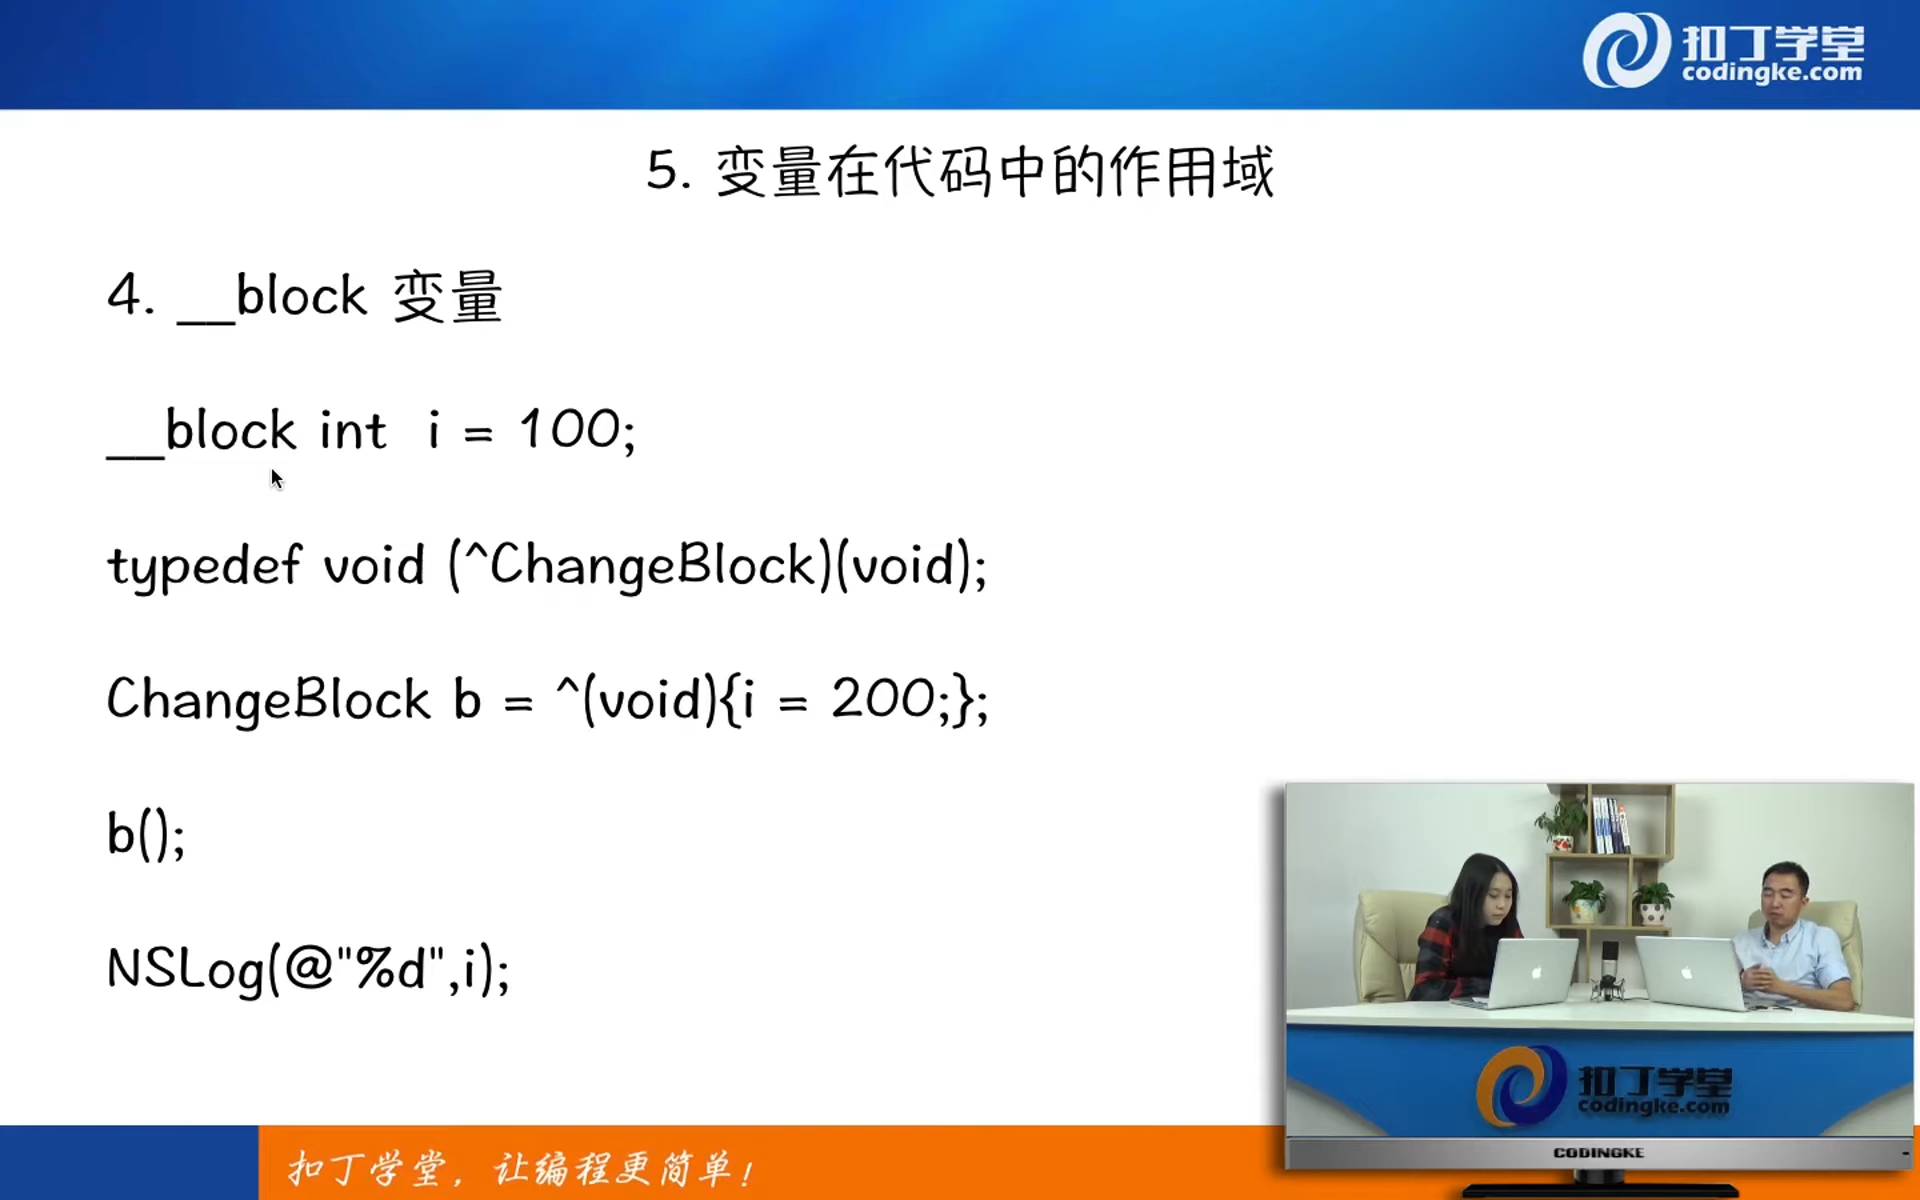 扣丁学堂
codingke.com
5. 变量在代码中的作用域
4. __block 变量
__block int  i = 100;
typedef void (^ChangeBlock)(void);
ChangeBlock b = ^(void){i = 200;};
b();
NSLog(@"%d",i);
扣丁学堂
codingke.com
CODINGKE
扣丁学堂，让编程更简单！